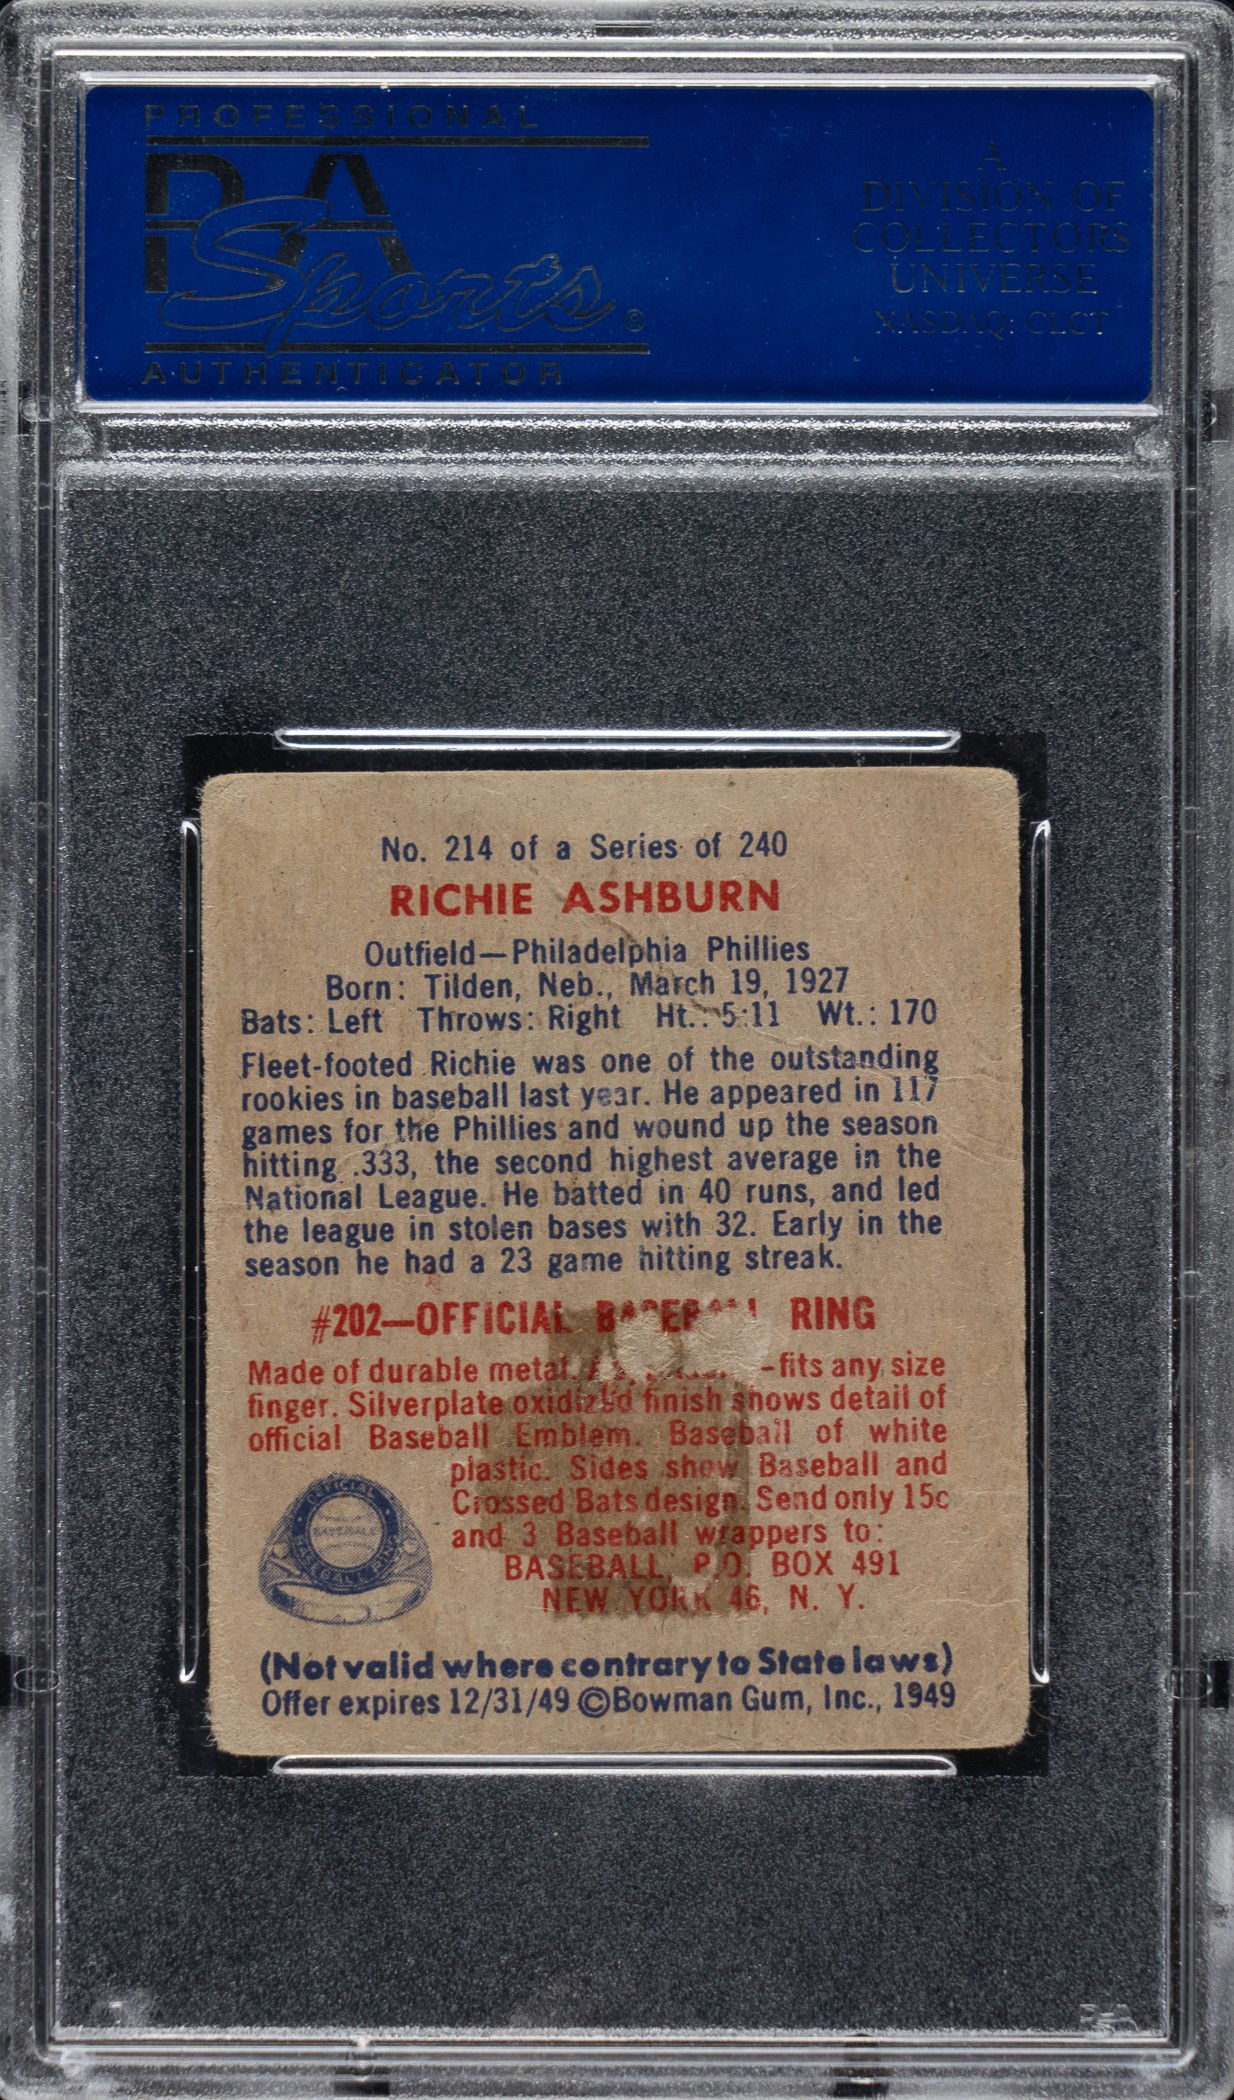 PROFESSIONAL
PSA
Sports
AUTHENTICATOR
A
DIVISION OF
COLLECTORS
UNIVERSE
NASDAQ: CLCT
No. 214 of a Series of 240
RICHIE ASHBURN
Outfield—Philadelphia Phillies
Born: Tilden, Neb., March 19, 1927
Bats: Left Throws: Right Ht.: 5:11 Wt.: 170
Fleet-footed Richie was one of the outstanding
rookies in baseball last year. He appeared in 117
games for the Phillies and wound up the season
hitting .333, the second highest average in the
National League. He batted in 40 runs, and led
the league in stolen bases with 32. Early in the
season he had a 23 game hitting streak.
#202—OFFICIAL BASEBALL RING
Made of durable metal. —fits any size
finger. Silverplate oxidized finish shows detail of
official Baseball Emblem. Baseball of white
plastic. Sides show Baseball and
Crossed Bats design. Send only 15c
and 3 Baseball wrappers to:
BASEBALL, P.O. BOX 491
NEW YORK 46, N. Y.
OFFICIAL
BASEBALL
BASEBALL RING
(Not valid where contrary to State laws)
Offer expires 12/31/49 ©Bowman Gum, Inc., 1949
PSA